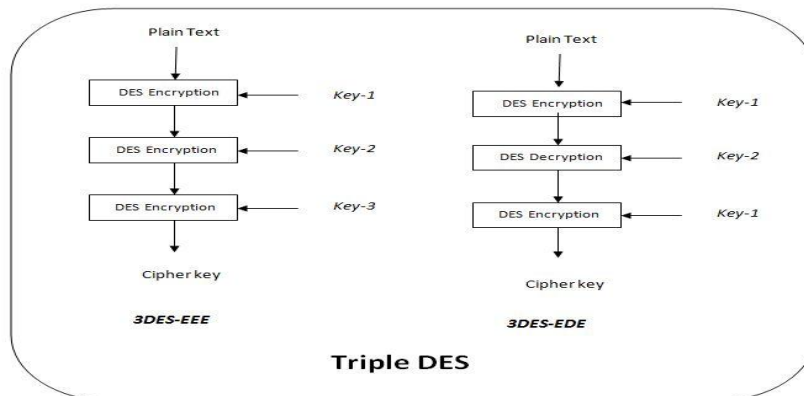 Plain Text
DES Encryption
Key-1
DES Encryption
Key-2
DES Encryption
Key-3
Cipher key
3DES-EEE
Plain Text
DES Encryption
Key-1
DES Decryption
Key-2
DES Encryption
Key-1
Cipher key
3DES-EDE
Triple DES